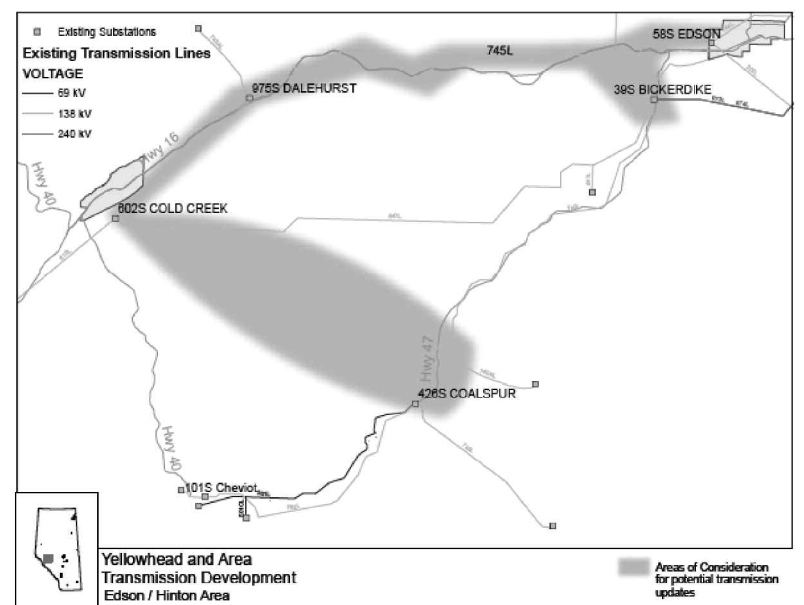 Existing Substations
Existing Transmission Lines
VOLTAGE
69 kV
138 kV
240 kV
58S EDSON
745L
975S DALEHURST
39S BICKERDIKE
Hwy 16
Hwy 40
602S COLD CREEK
Hwy 47
426S COALSPUR
Hwy 40
101S Cheviot
Yellowhead and Area
Transmission Development
Edson / Hinton Area
Areas of Consideration
for potential transmission
updates